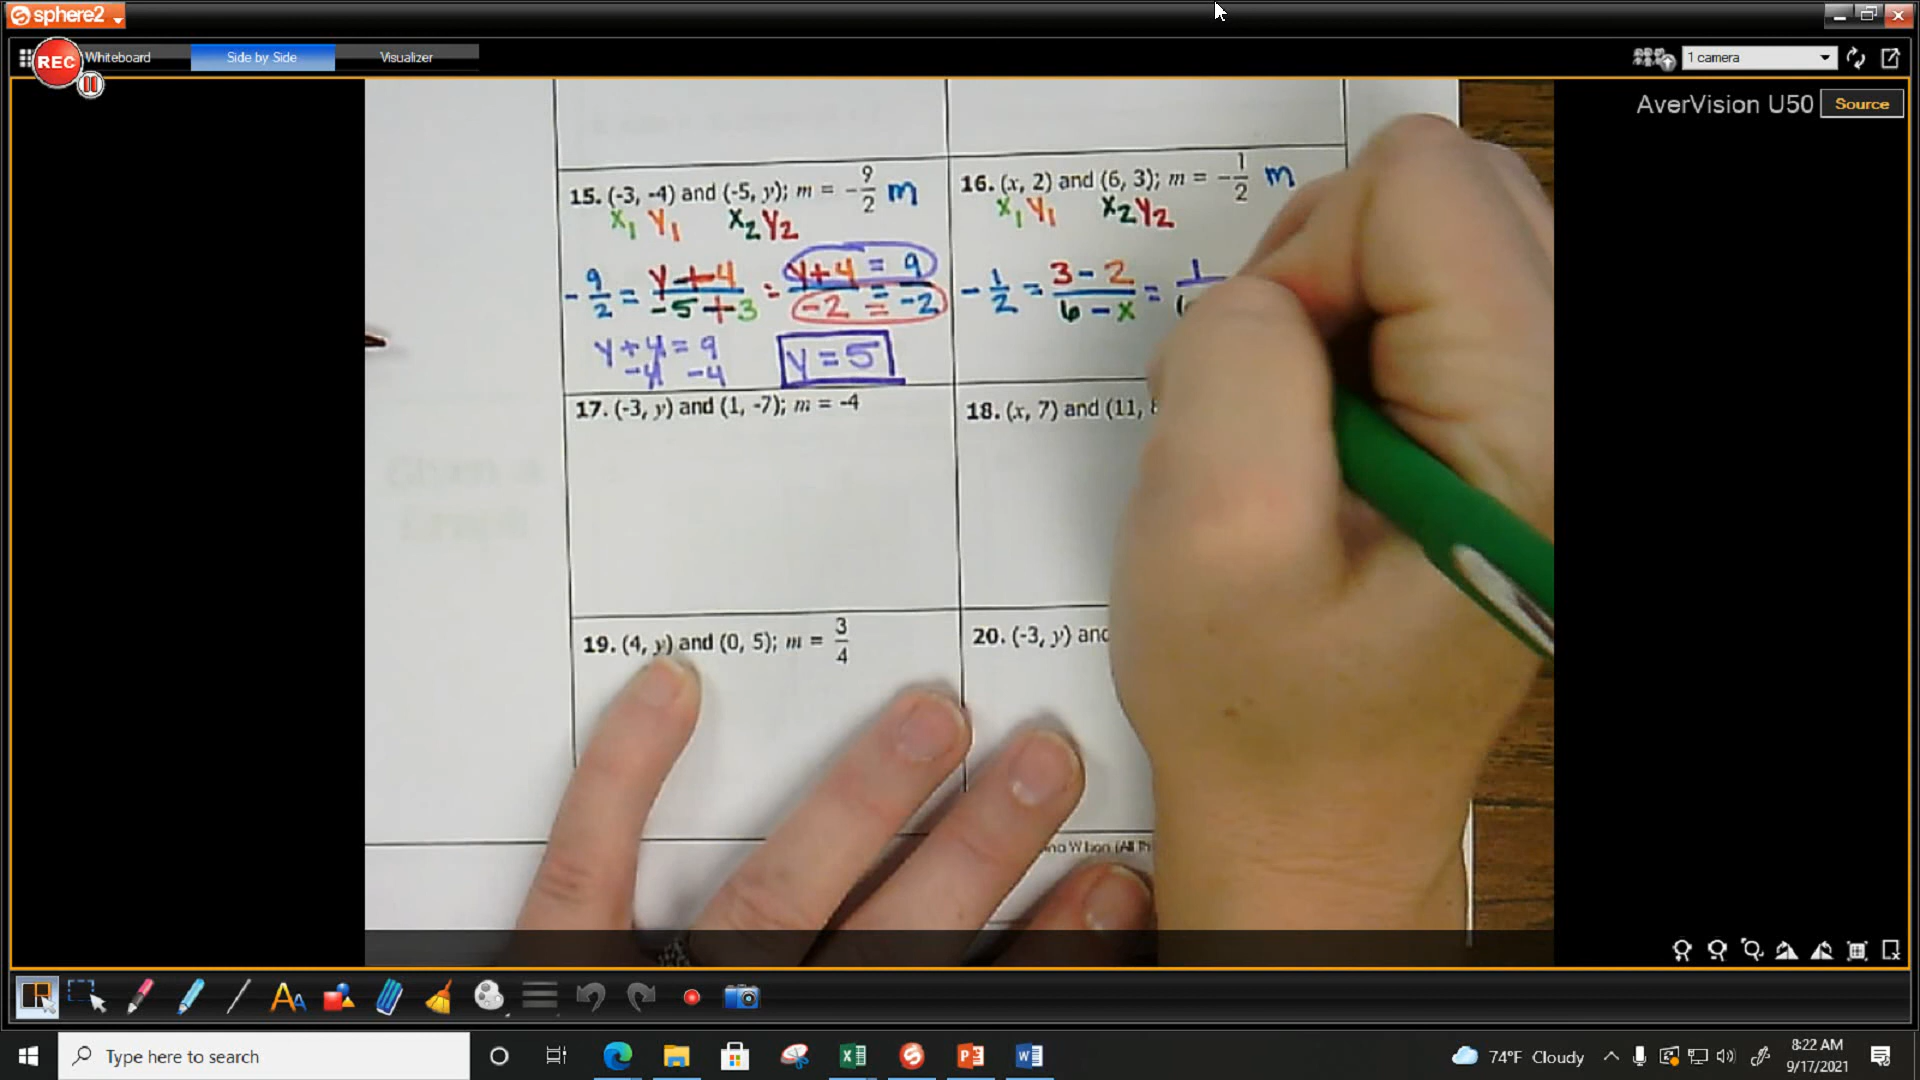 sphere2
REC
Whiteboard
Side by Side
Visualizer
1 camera
AverVision U50
Source
15. (-3, -4) and (-5, y); m = -9/2 m
x₁ y₁ x₂ y₂
-9/2 = y + 4/-5 + 3 = y + 4 = 9/-2 = -2
y + 4 = 9
-4 -4
y = 5
16. (x, 2) and (6, 3); m = -1/2 m
x₁ y₁ x₂ y₂
-1/2 = 3 - 2/6 - x = 1/
17. (-3, y) and (1, -7); m = -4
18. (x, 7) and (11,
19. (4, y) and (0, 5); m = 3/4
20. (-3, y) and
Type here to search
74°F Cloudy
8:22 AM
9/17/2021